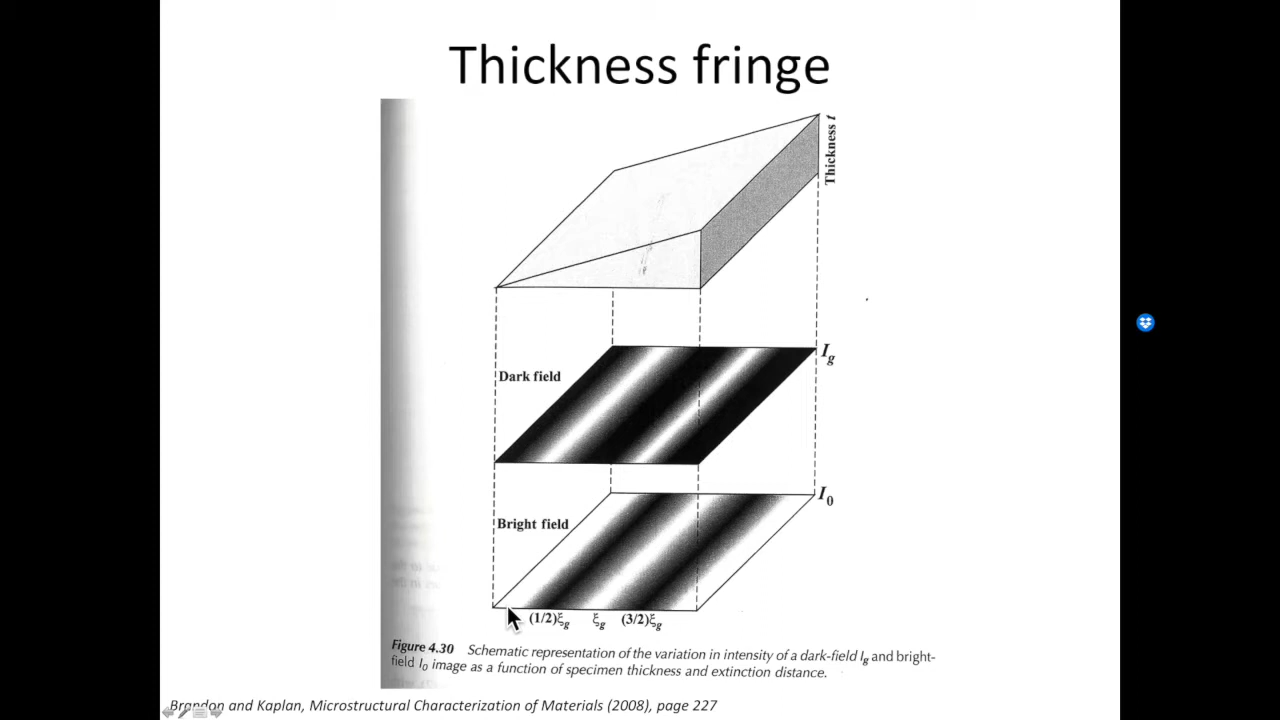 Thickness fringe
Thickness t
I_g
Dark field
I_0
Bright field
(1/2)ξ_g ξ_g (3/2)ξ_g
Figure 4.30 Schematic representation of the variation in intensity of a dark-field I_g and bright-
field I_0 image as a function of specimen thickness and extinction distance.
Brandon and Kaplan, Microstructural Characterization of Materials (2008), page 227